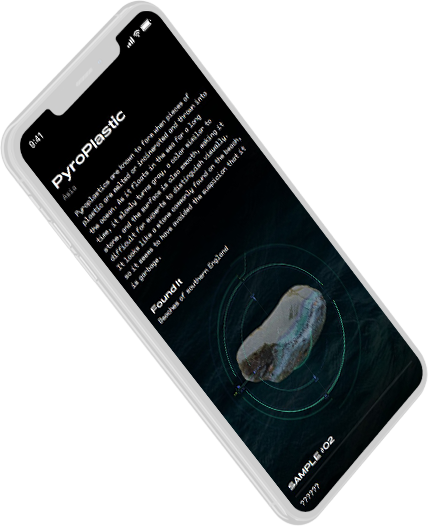 9:41
PyroPlastic
Asia
Pyroplastics are known to form when pieces of
plastic are melted or incinerated and thrown into
the ocean. As it floats in the sea for a long
time, it slowly turns gray, a color similar to
stone, and the surface is also smooth, making it
difficult for experts to distinguish visually.
It looks like a stone commonly found on the beach,
so it seems to have avoided the suspicion that it
is garbage.
Found It
Beaches of southern England
SAMPLE #02
??????